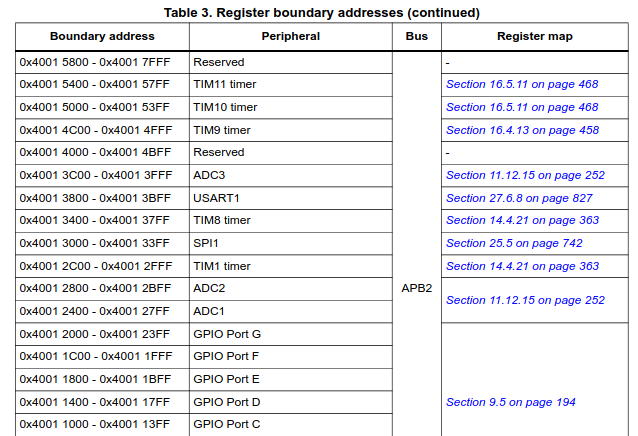 Table 3. Register boundary addresses (continued)
Boundary address Peripheral Bus Register map
0x4001 5800 - 0x4001 7FFF Reserved -
0x4001 5400 - 0x4001 57FF TIM11 timer Section 16.5.11 on page 468
0x4001 5000 - 0x4001 53FF TIM10 timer Section 16.5.11 on page 468
0x4001 4C00 - 0x4001 4FFF TIM9 timer Section 16.4.13 on page 458
0x4001 4000 - 0x4001 4BFF Reserved -
0x4001 3C00 - 0x4001 3FFF ADC3 Section 11.12.15 on page 252
0x4001 3800 - 0x4001 3BFF USART1 Section 27.6.8 on page 827
0x4001 3400 - 0x4001 37FF TIM8 timer Section 14.4.21 on page 363
0x4001 3000 - 0x4001 33FF SPI1 Section 25.5 on page 742
0x4001 2C00 - 0x4001 2FFF TIM1 timer Section 14.4.21 on page 363
0x4001 2800 - 0x4001 2BFF ADC2 APB2 Section 11.12.15 on page 252
0x4001 2400 - 0x4001 27FF ADC1
0x4001 2000 - 0x4001 23FF GPIO Port G
0x4001 1C00 - 0x4001 1FFF GPIO Port F
0x4001 1800 - 0x4001 1BFF GPIO Port E
0x4001 1400 - 0x4001 17FF GPIO Port D Section 9.5 on page 194
0x4001 1000 - 0x4001 13FF GPIO Port C